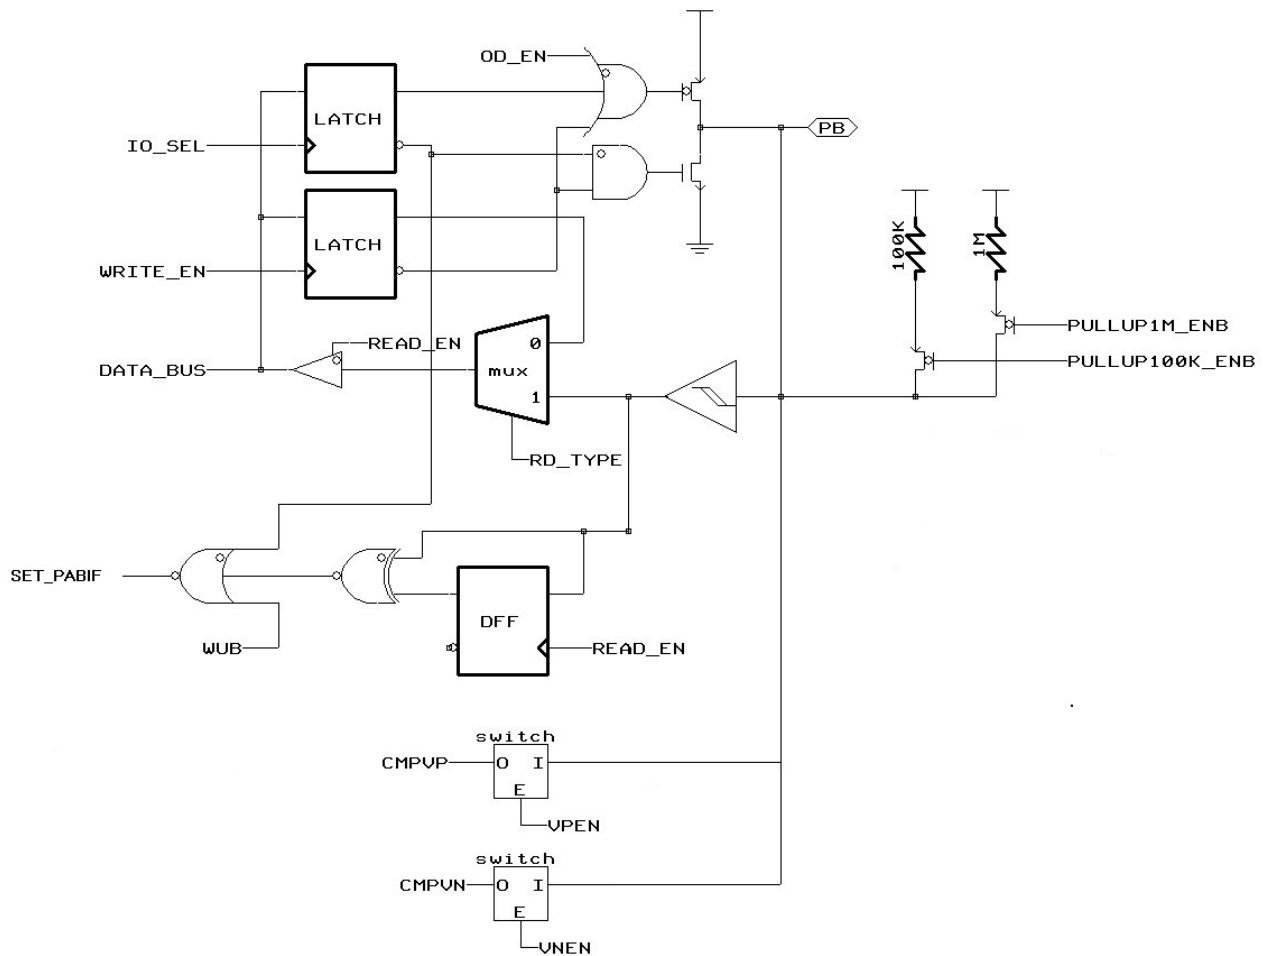 OD_EN
LATCH
IO_SEL
PB
LATCH
WRITE_EN
100K
1M
READ_EN
0
PULLUP1M_ENB
DATA_BUS
mux
PULLUP100K_ENB
1
RD_TYPE
SET_PABIF
DFF
WUB
READ_EN
switch
CMPVP
O I
E
VPEN
switch
CMPVN
O I
E
VNEN